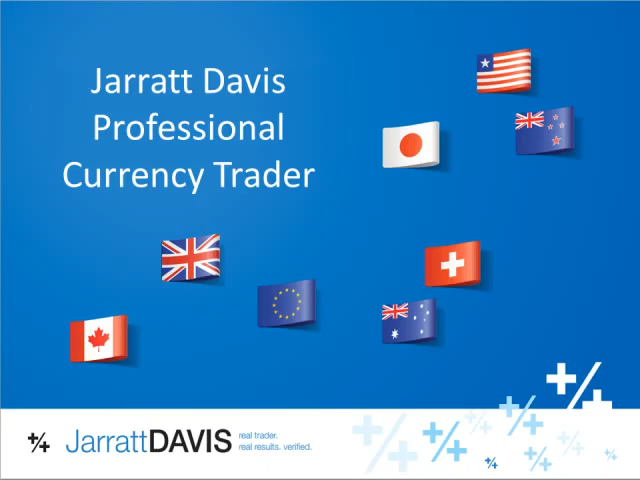 Jarratt Davis
Professional
Currency Trader
JarrattDAVIS
real trader.
real results. verified.